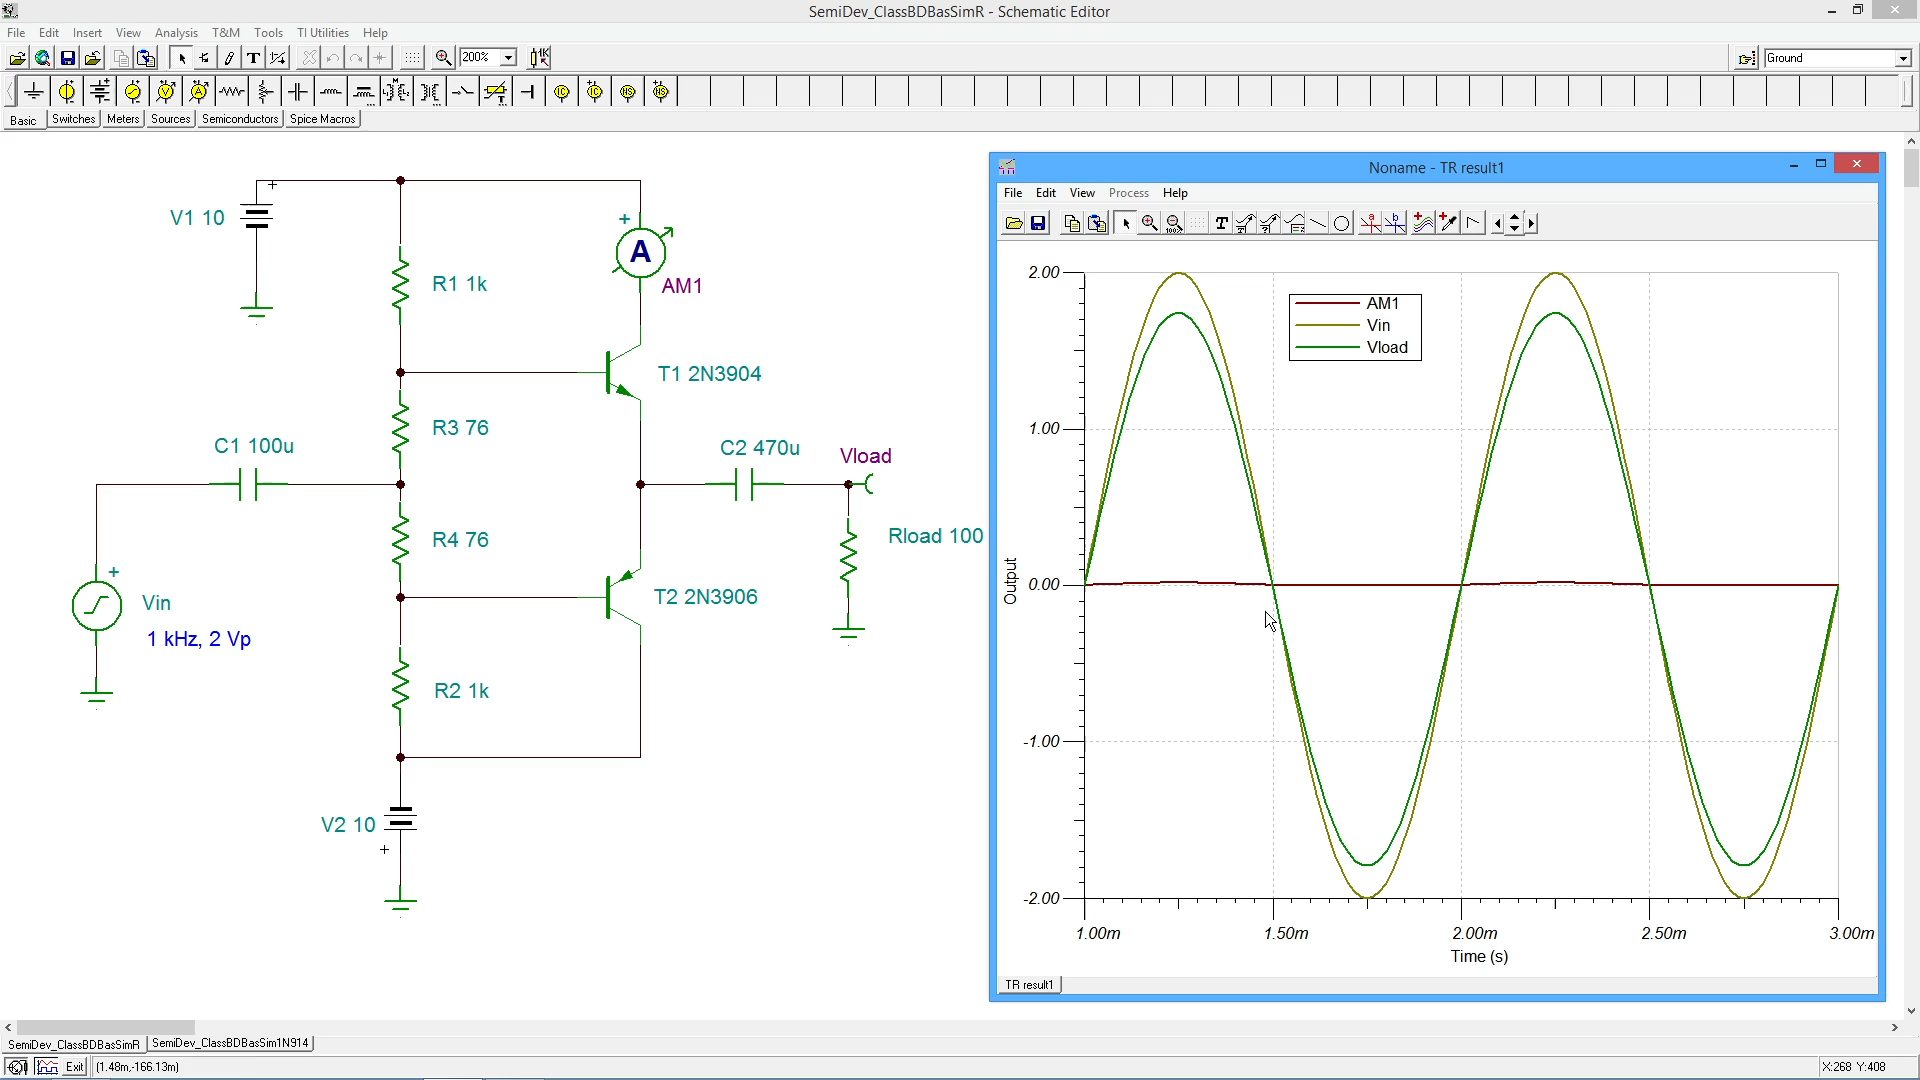 SemiDev_ClassBDBasSimR - Schematic Editor
File Edit Insert View Analysis T&M Tools TI Utilities Help
T 200% 1K Ground
Basic Switches Meters Sources Semiconductors Spice Macros
Noname - TR result1
File Edit View Process Help
V1 10
+
R1 1k
+
A
AM1
T1 2N3904
R3 76
C1 100u
C2 470u
Vload
R4 76
Rload 100
+
Vin
1 kHz, 2 Vp
T2 2N3906
R2 1k
V2 10
+
AM1
Vin
Vload
2.00
1.00
0.00
-1.00
-2.00
Output
1.00m 1.50m 2.00m 2.50m 3.00m
Time (s)
TR result1
SemiDev_ClassBDBasSimR SemiDev_ClassBDBasSim1N914
Exit (1.48m,-166.13m) X:268 Y:408